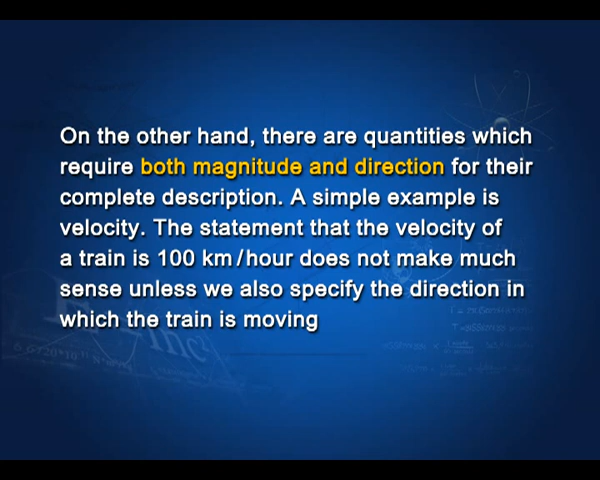 On the other hand, there are quantities which
require both magnitude and direction for their
complete description. A simple example is
velocity. The statement that the velocity of
a train is 100 km/hour does not make much
sense unless we also specify the direction in
which the train is moving